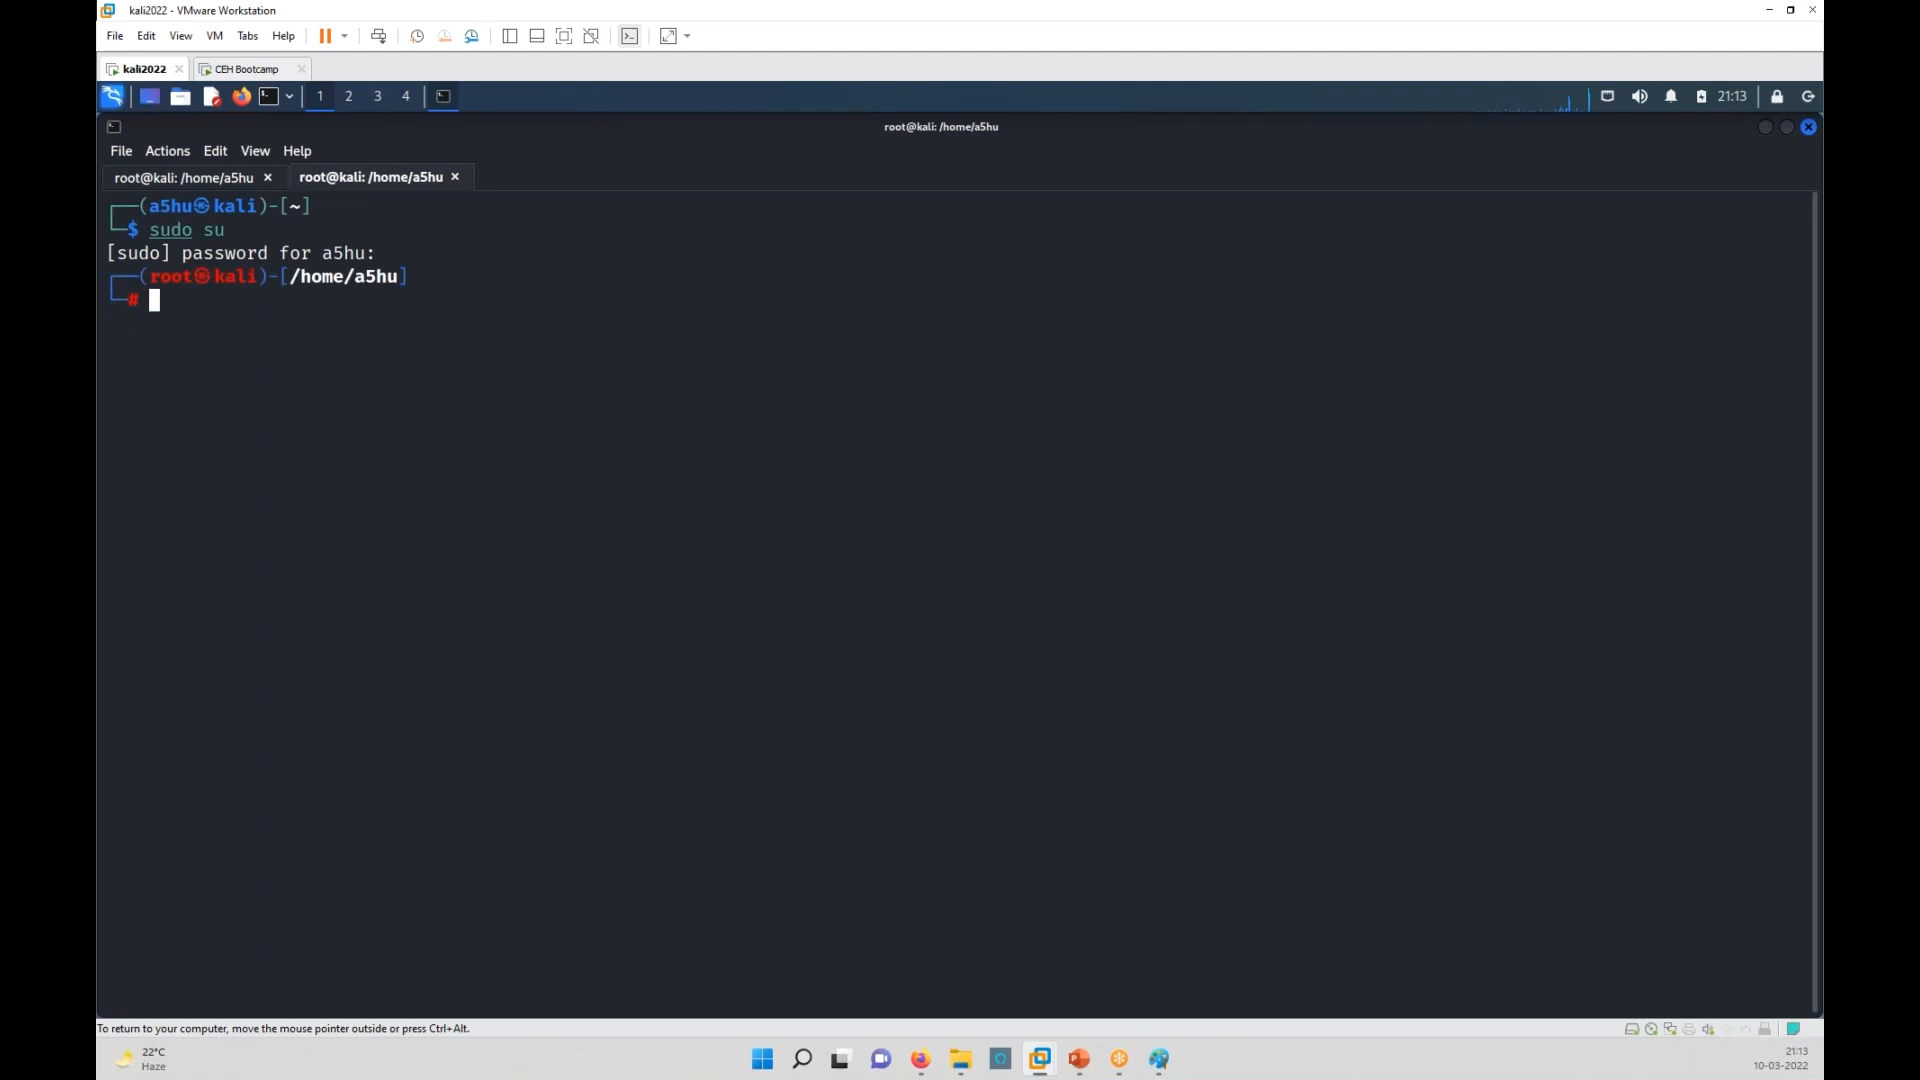 kali2022 - VMware Workstation
File Edit View VM Tabs Help
kali2022 CEH Bootcamp
1 2 3 4 21:13
root@kali: /home/a5hu
File Actions Edit View Help
root@kali: /home/a5hu root@kali: /home/a5hu
(a5hu㉿kali)-[~]
$ sudo su
[sudo] password for a5hu:
(root㉿kali)-[/home/a5hu]
#
To return to your computer, move the mouse pointer outside or press Ctrl+Alt.
22°C
Haze
21:13
10-03-2022